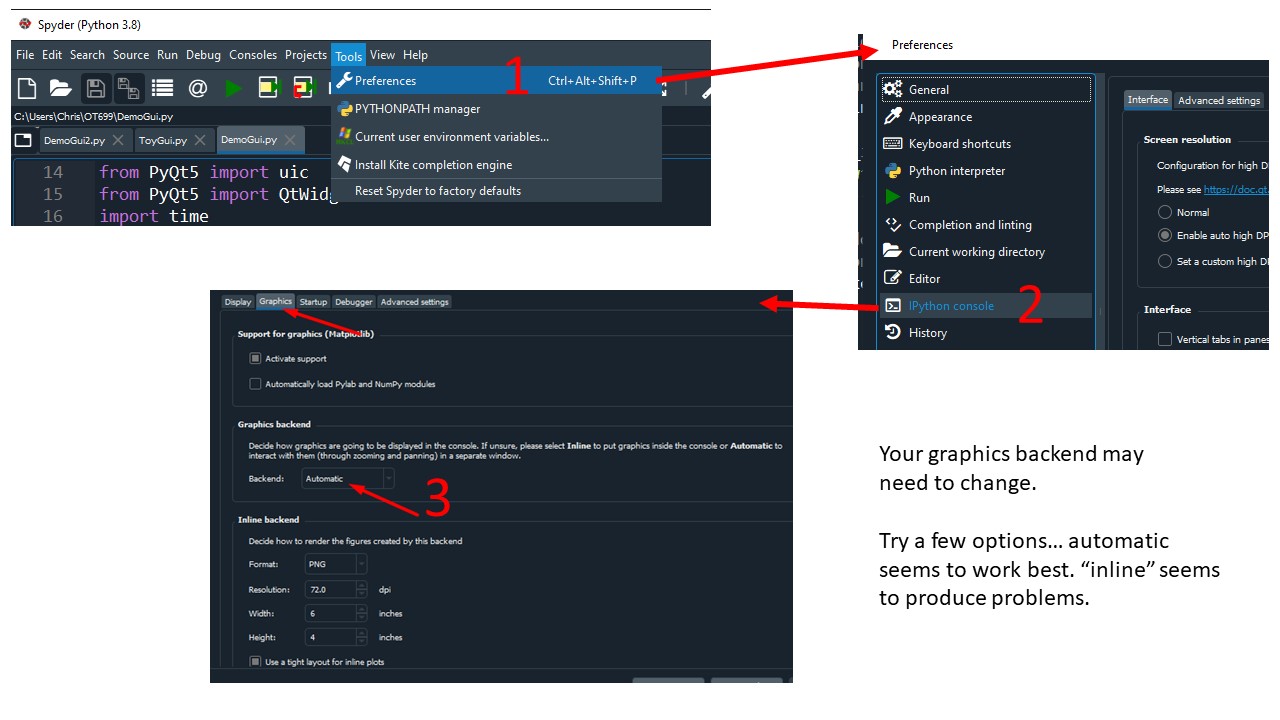 Spyder (Python 3.8)
File Edit Search Source Run Debug Consoles Projects Tools View Help
1
Preferences Ctrl+Alt+Shift+P
PYTHONPATH manager
Current user environment variables...
Install Kite completion engine
Reset Spyder to factory defaults
C:\Users\Chris\OT699\DemoGui.py
DemoGui2.py ToyGui.py DemoGui.py
14 from PyQt5 import uic
15 from PyQt5 import QtWidg
16 import time
Preferences
General
Appearance
Keyboard shortcuts
Python interpreter
Run
Completion and linting
Current working directory
Editor
IPython console
2
History
Interface Advanced settings
Screen resolution
Configuration for high D
Please see https://doc.qt.
Normal
Enable auto high DP
Set a custom high DI
Interface
Vertical tabs in panes
Display Graphics Startup Debugger Advanced settings
Support for graphics (Matplotlib)
Activate support
Automatically load Pylab and NumPy modules
Graphics backend
Decide how graphics are going to be displayed in the console. If unsure, please select Inline to put graphics inside the console or Automatic to
interact with them (through zooming and panning) in a separate window.
Backend: Automatic
3
Inline backend
Decide how to render the figures created by this backend
Format: PNG
Resolution: 72.0 dpi
Width: 6 inches
Height: 4 inches
Use a tight layout for inline plots
Your graphics backend may
need to change.
Try a few options... automatic
seems to work best. “inline” seems
to produce problems.